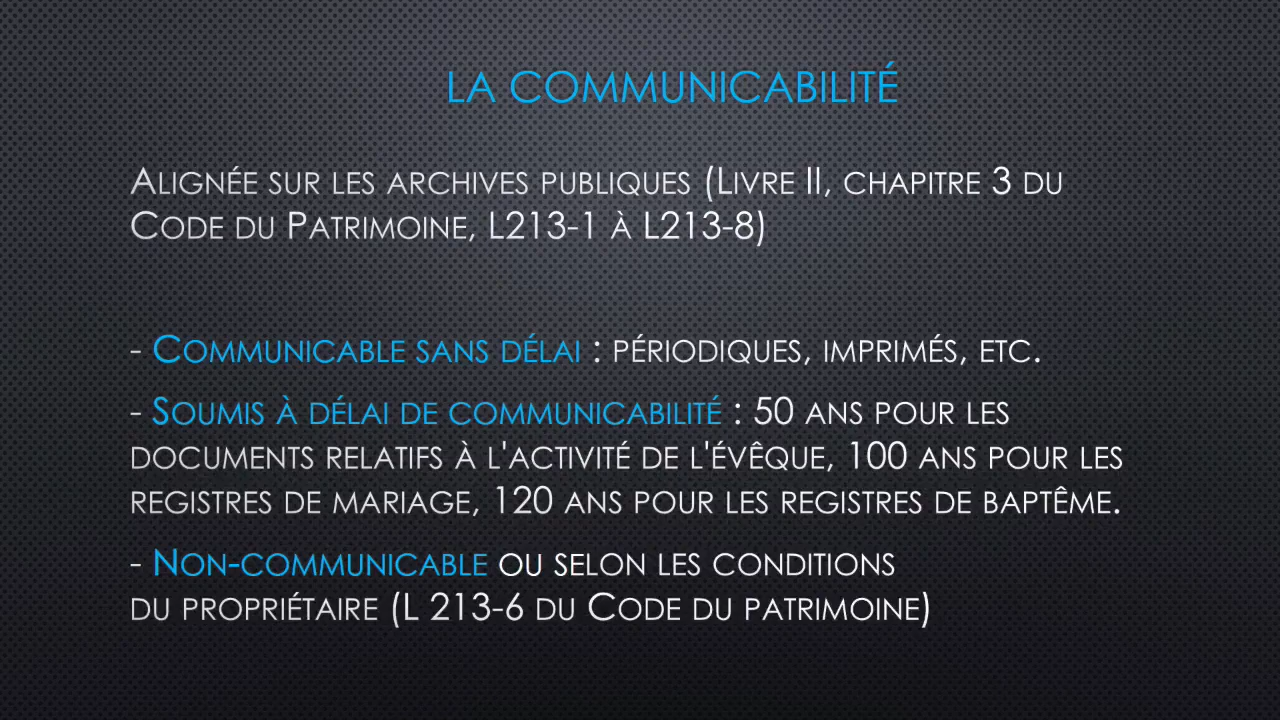 LA COMMUNICABILITÉ
Alignée sur les archives publiques (Livre II, chapitre 3 du
Code du Patrimoine, L213-1 à L213-8)
- Communicable sans délai : périodiques, imprimés, etc.
- Soumis à délai de communicabilité : 50 ans pour les
documents relatifs à l'activité de l'évêque, 100 ans pour les
registres de mariage, 120 ans pour les registres de baptême.
- Non-communicable ou selon les conditions
du propriétaire (L 213-6 du Code du patrimoine)